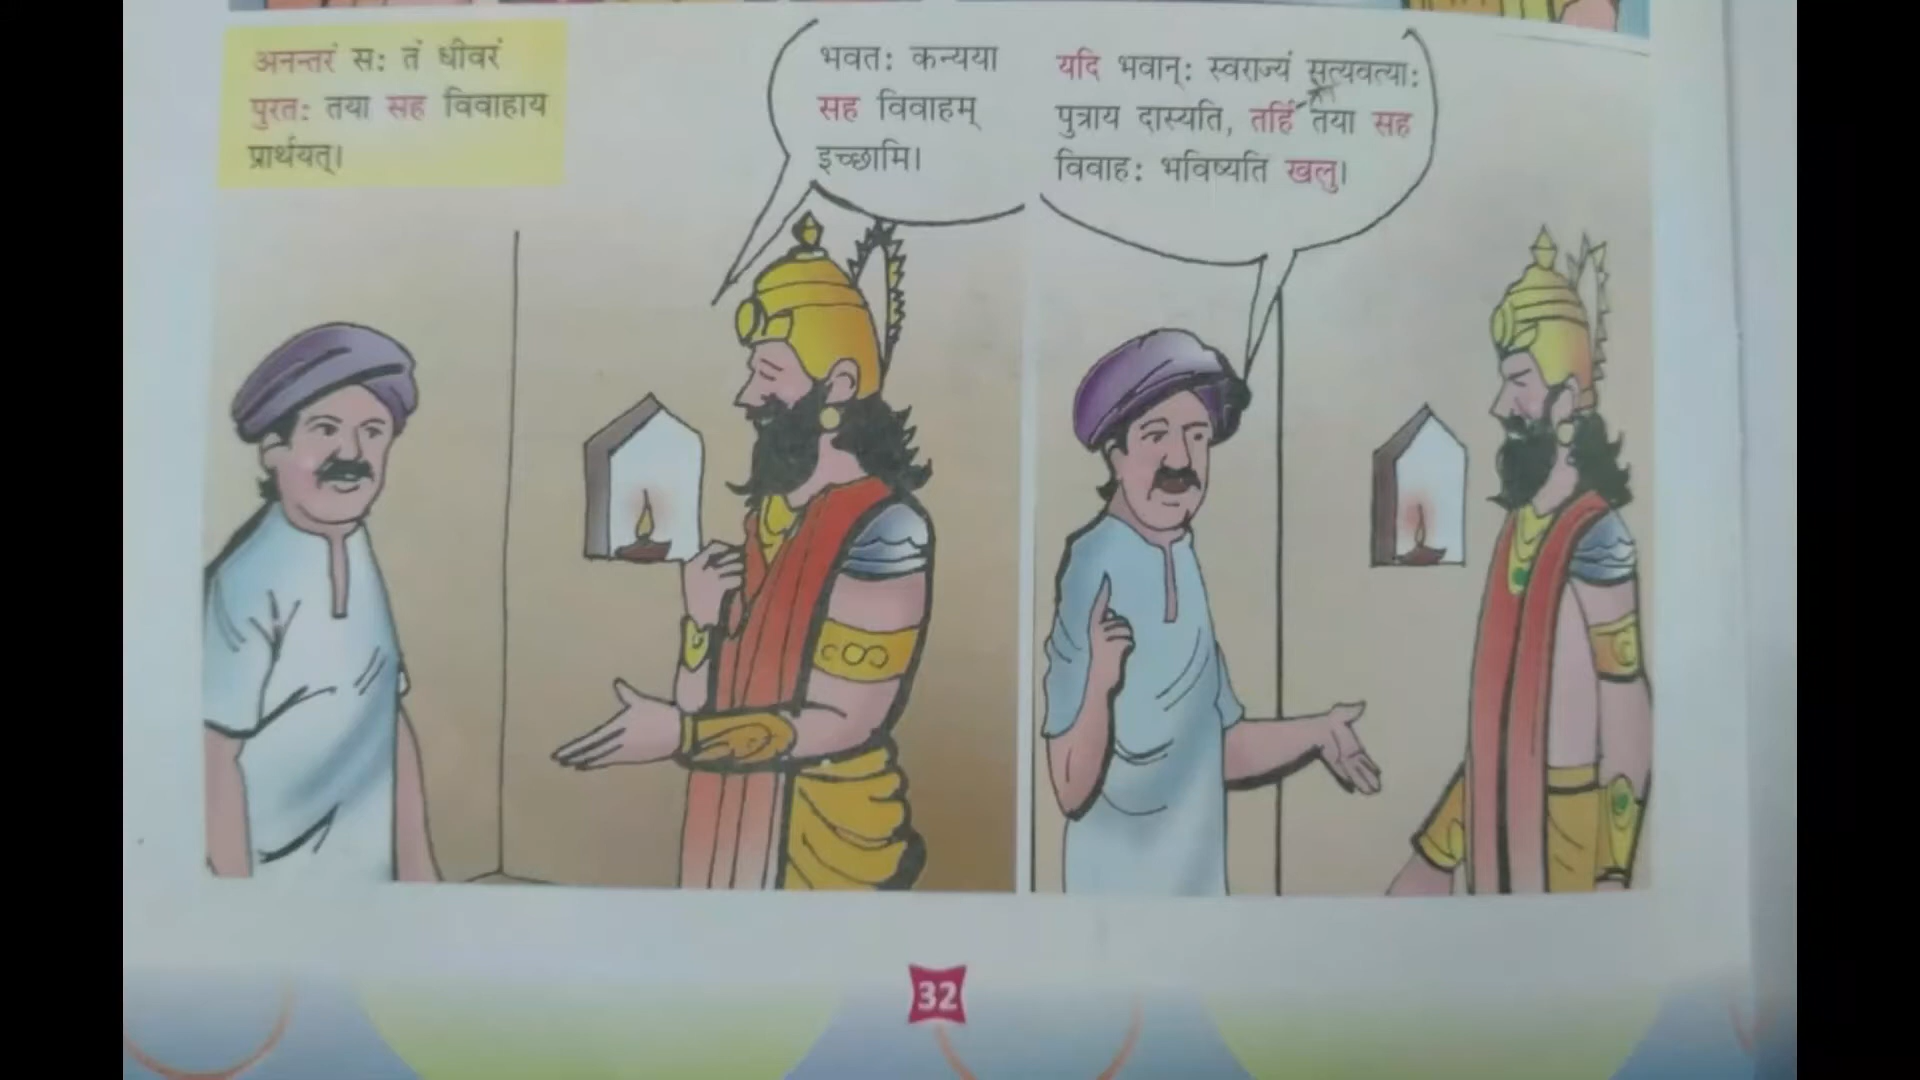 अनन्तरं स: तं धीवरं
पुरत: तया सह विवाहाय
प्रार्थयत्।
भवत: कन्यया
सह विवाहम्
इच्छामि।
यदि भवान्: स्वराज्यं सत्यवत्या:
पुत्राय दास्यति, तर्हि तया सह
विवाह: भविष्यति खलु।
32